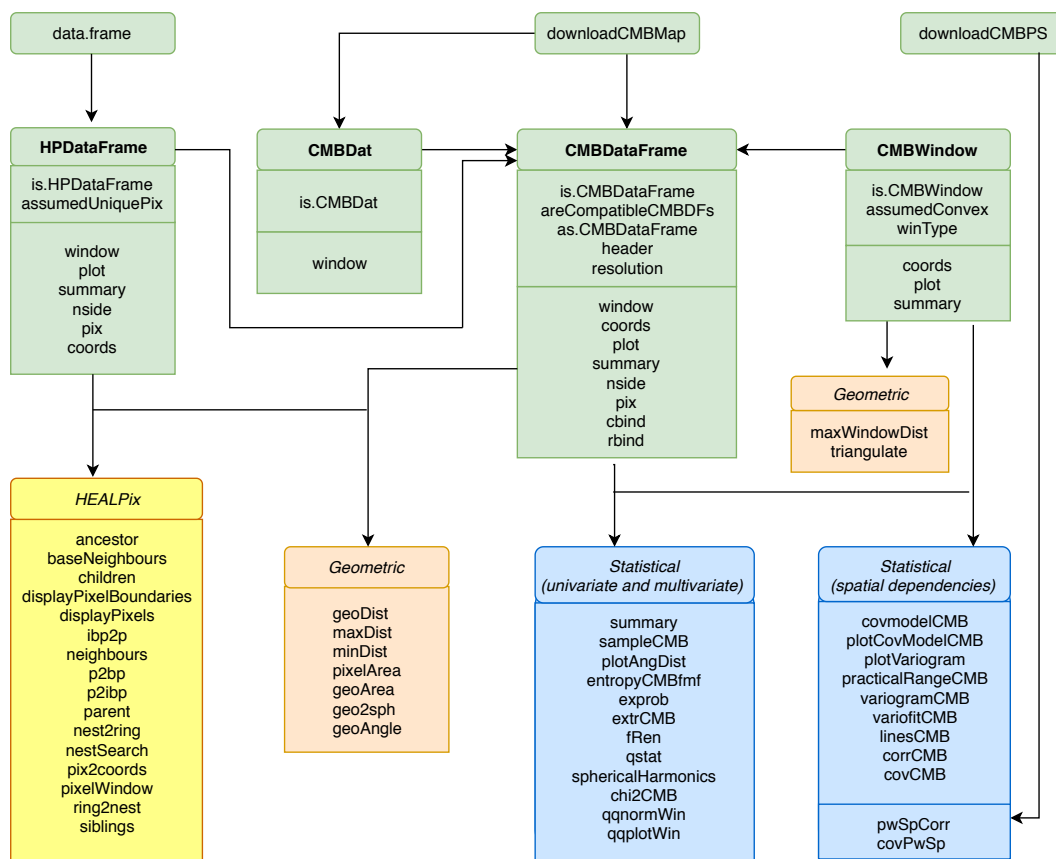 data.frame
downloadCMBMap
downloadCMBPS
HPDataFrame
is.HPDataFrame
assumedUniquePix
window
plot
summary
nside
pix
coords
CMBDat
is.CMBDat
window
CMBDataFrame
is.CMBDataFrame
areCompatibleCMBDFs
as.CMBDataFrame
header
resolution
window
coords
plot
summary
nside
pix
cbind
rbind
CMBWindow
is.CMBWindow
assumedConvex
winType
coords
plot
summary
Geometric
maxWindowDist
triangulate
HEALPix
ancestor
baseNeighbours
children
displayPixelBoundaries
displayPixels
ibp2p
neighbours
p2bp
p2ibp
parent
nest2ring
nestSearch
pix2coords
pixelWindow
ring2nest
siblings
Geometric
geoDist
maxDist
minDist
pixelArea
geoArea
geo2sph
geoAngle
Statistical
(univariate and multivariate)
summary
sampleCMB
plotAngDist
entropyCMBfmf
exprob
extrCMB
fRen
qstat
sphericalHarmonics
chi2CMB
qqnormWin
qqplotWin
Statistical
(spatial dependencies)
covmodelCMB
plotCovModelCMB
plotVariogram
practicalRangeCMB
variogramCMB
variofitCMB
linesCMB
corrCMB
covCMB
pwSpCorr
covPwSp